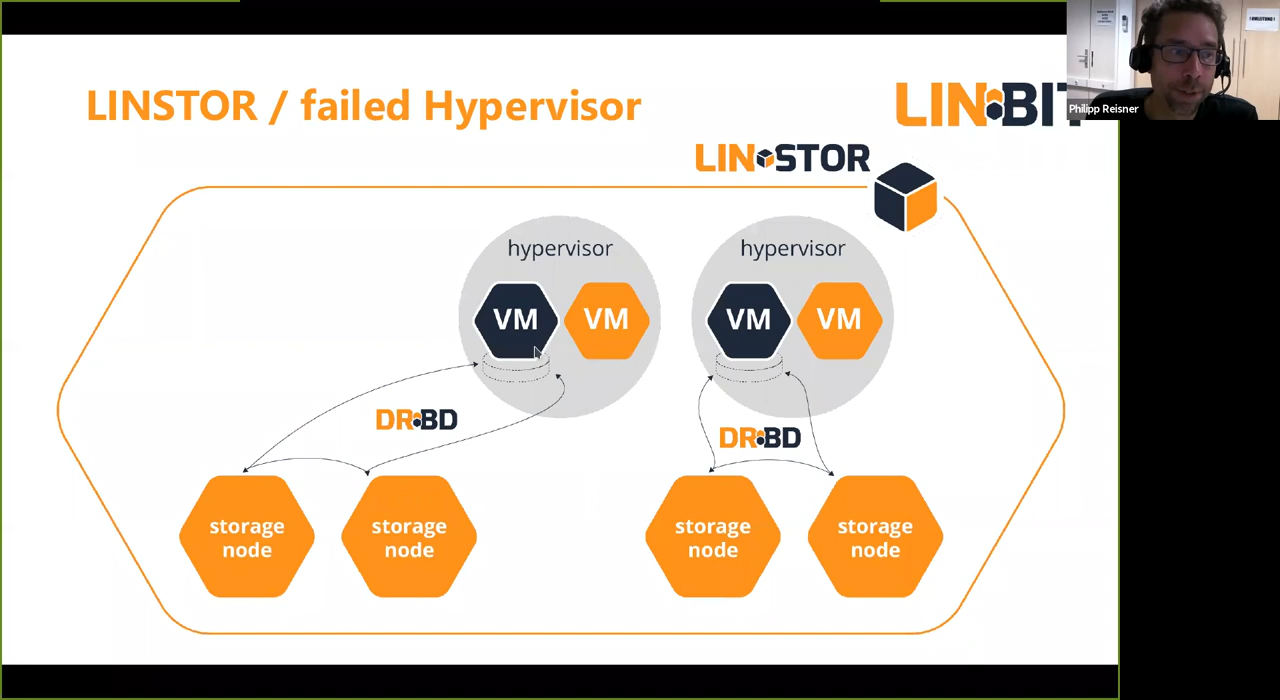 LINSTOR / failed Hypervisor
LINBIT
Philipp Reisner
LINSTOR
hypervisor
hypervisor
VM
VM
VM
VM
DRBD
DRBD
storage
node
storage
node
storage
node
storage
node